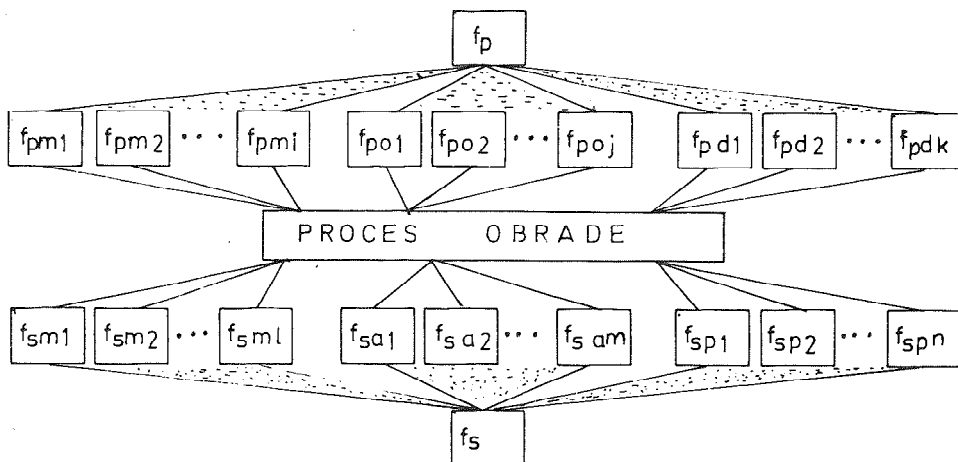 fp
fpm1 fpm2 ... fpmi fpo1 fpo2 ... fpoj fpd1 fpd2 ... fpdk
PROCES OBRADE
fsm1 fsm2 ... fsml fsa1 fsa2 ... fsam fsp1 fsp2 ... fspn
fs